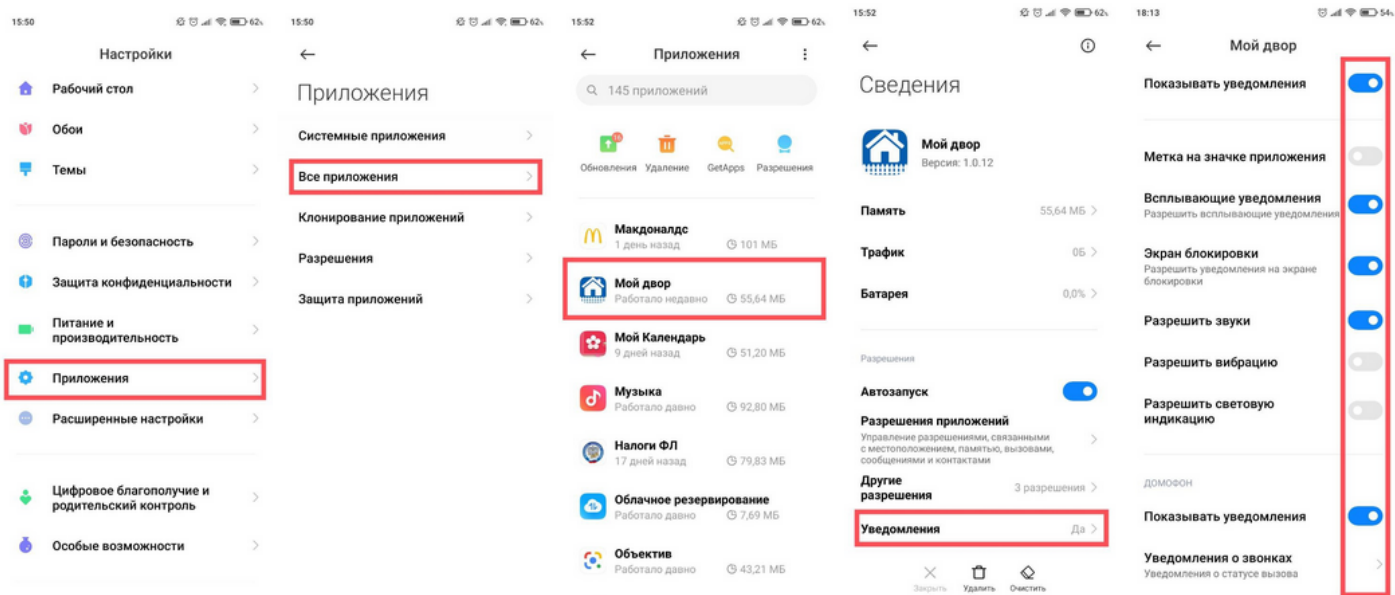 15:50
62%
Настройки
Рабочий стол
Обои
Темы
Пароли и безопасность
Защита конфиденциальности
Питание и
производительность
Приложения
Расширенные настройки
Цифровое благополучие и
родительский контроль
Особые возможности
15:50
62%
Приложения
Системные приложения
Все приложения
Клонирование приложений
Разрешения
Защита приложений
15:52
62%
Приложения
145 приложений
16
Обновления Удаление GetApps Разрешения
Макдоналдс
1 день назад 101 МБ
Мой двор
Работало недавно 55,64 МБ
Мой Календарь
9 дней назад 51,20 МБ
Музыка
Работало давно 92,80 МБ
Налоги ФЛ
17 дней назад 79,83 МБ
Облачное резервирование
Работало давно 7,69 МБ
Объектив
Работало давно 43,21 МБ
15:52
62%
Сведения
Мой двор
Версия: 1.0.12
Память 55,64 МБ
Трафик 0Б
Батарея 0,0%
Разрешения
Автозапуск
Разрешения приложений
Управление разрешениями, связанными
с местоположением, памятью, вызовами,
сообщениями и контактами
Другие
разрешения 3 разрешения
Уведомления Да
Закрыть Удалить Очистить
18:13
54%
Мой двор
Показывать уведомления
Метка на значке приложения
Всплывающие уведомления
Разрешить всплывающие уведомления
Экран блокировки
Разрешить уведомления на экране
блокировки
Разрешить звуки
Разрешить вибрацию
Разрешить световую
индикацию
ДОМОФОН
Показывать уведомления
Уведомления о звонках
Уведомления о статусе вызова